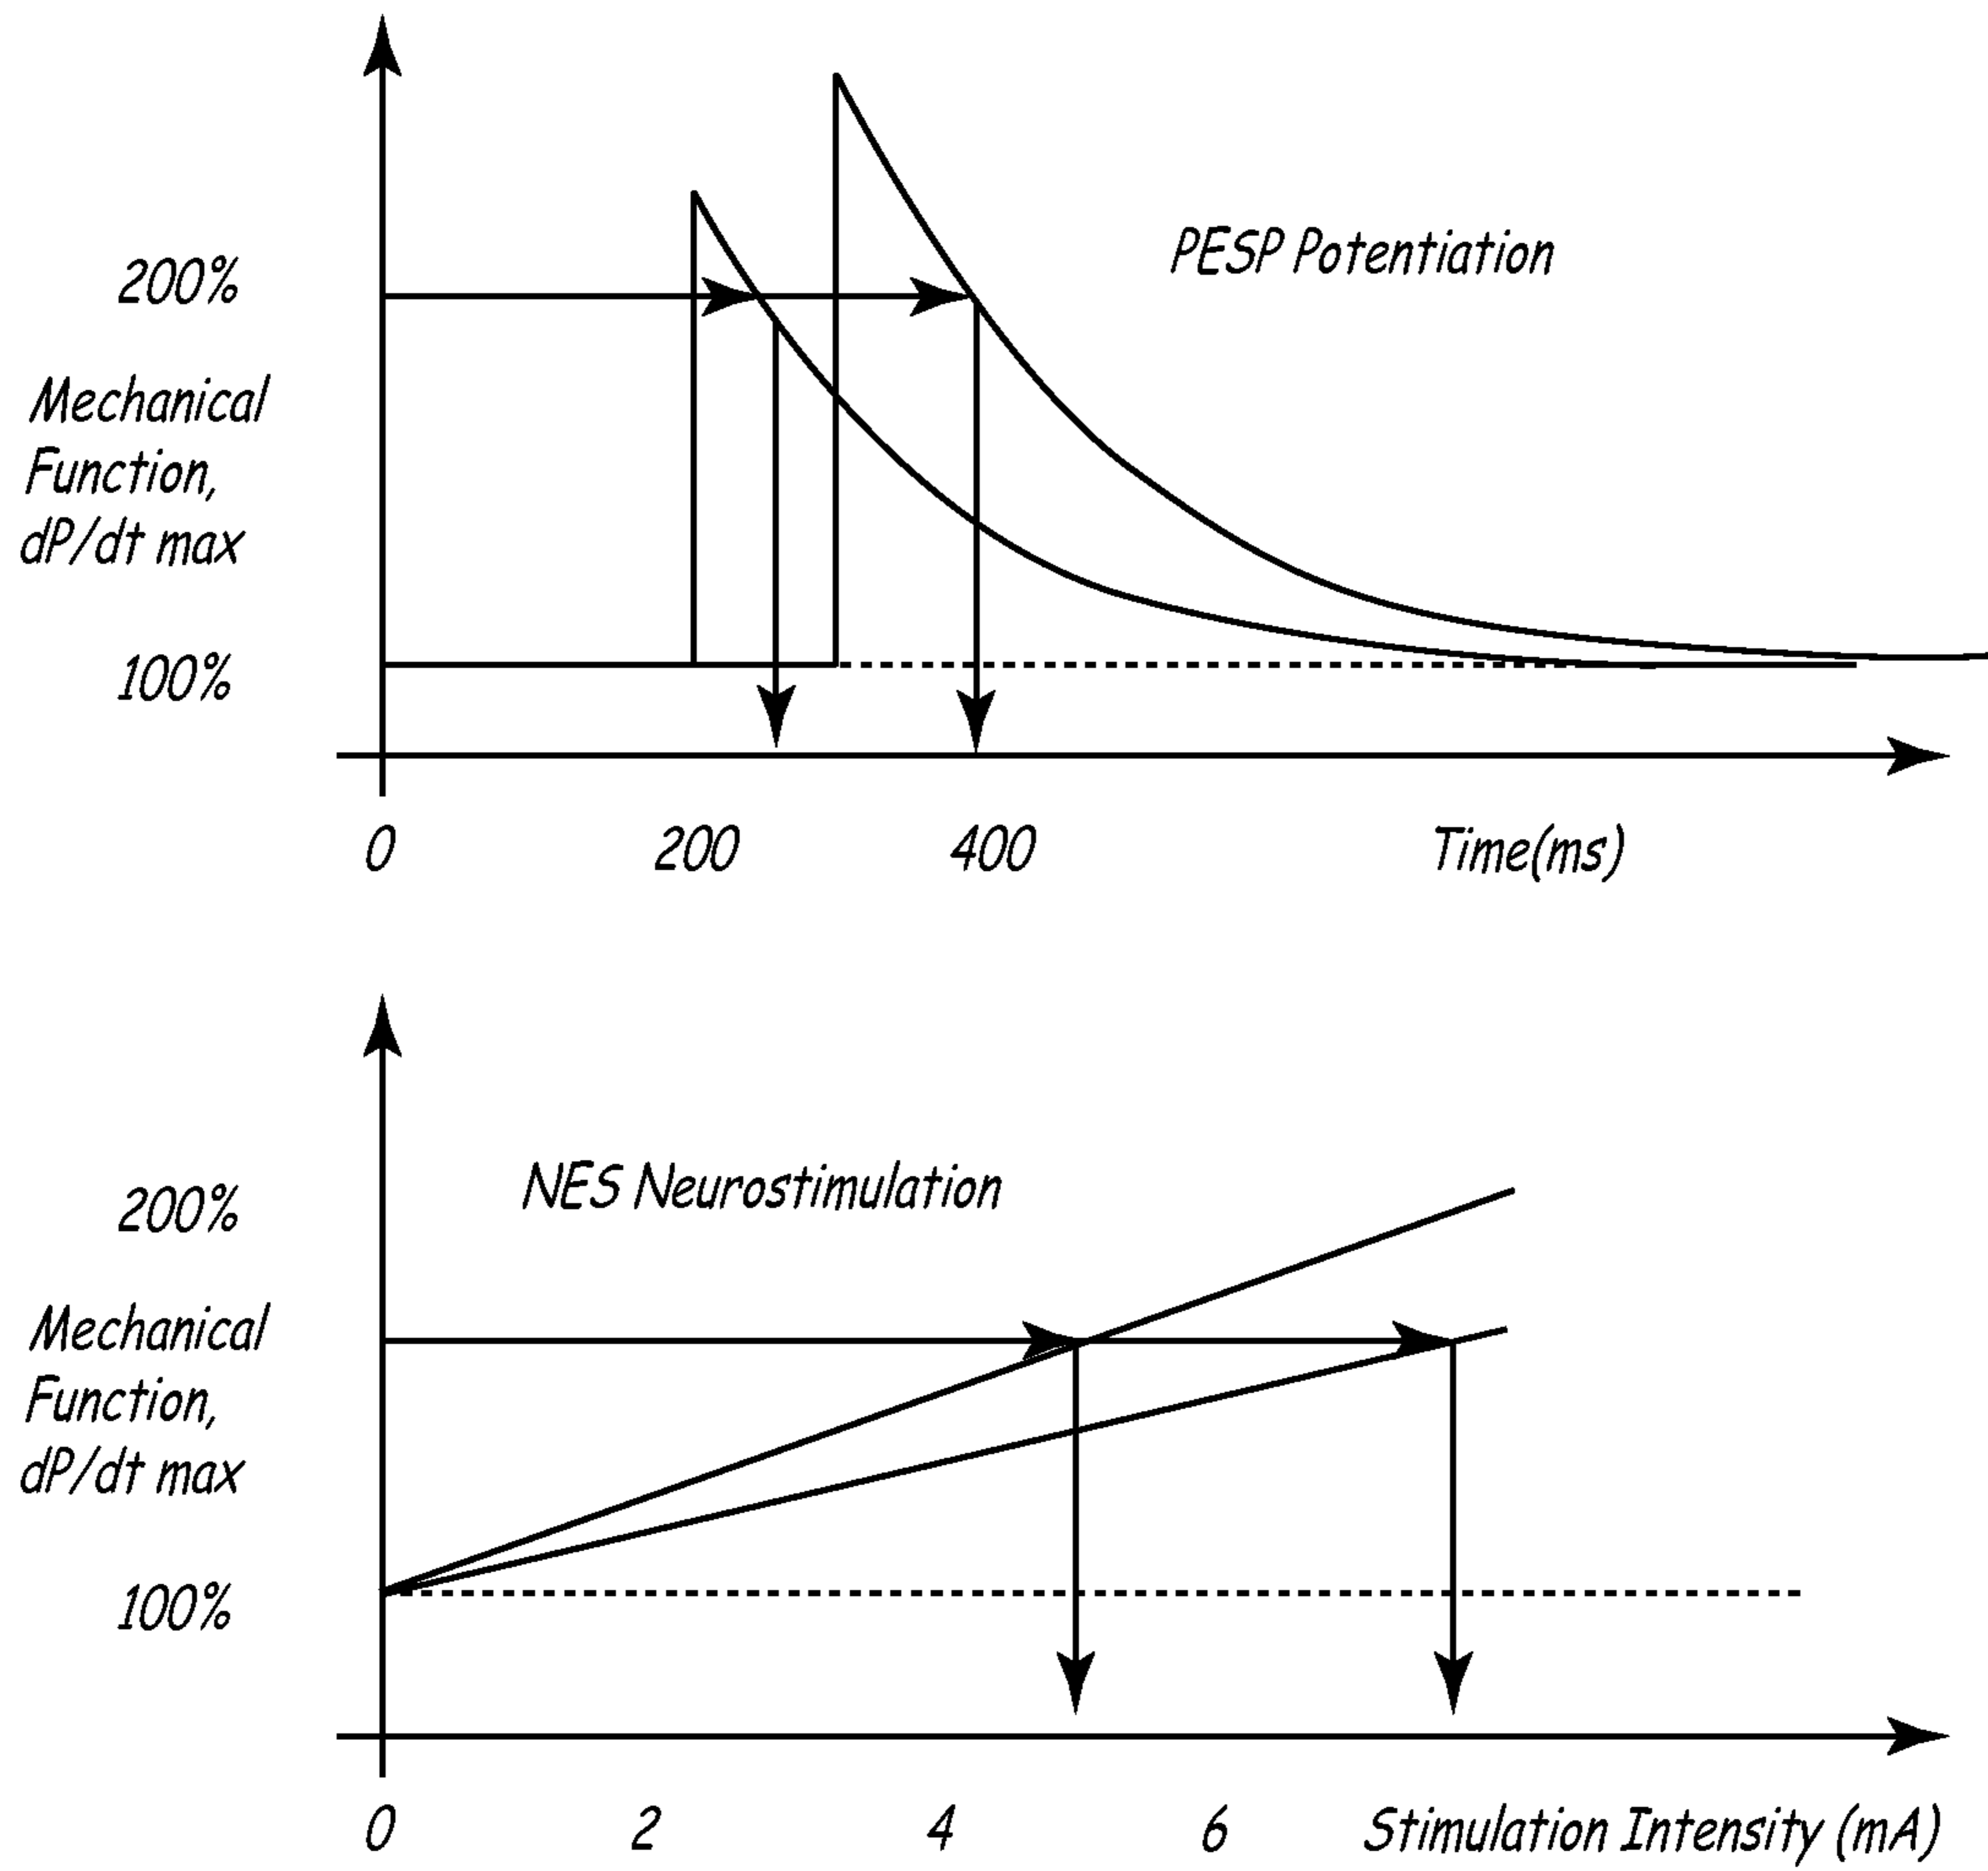 PESP Potentiation
200%
Mechanical
Function,
dP/dt max
100%
0 200 400 Time(ms)
NES Neurostimulation
200%
Mechanical
Function,
dP/dt max
100%
0 2 4 6 Stimulation Intensity (mA)